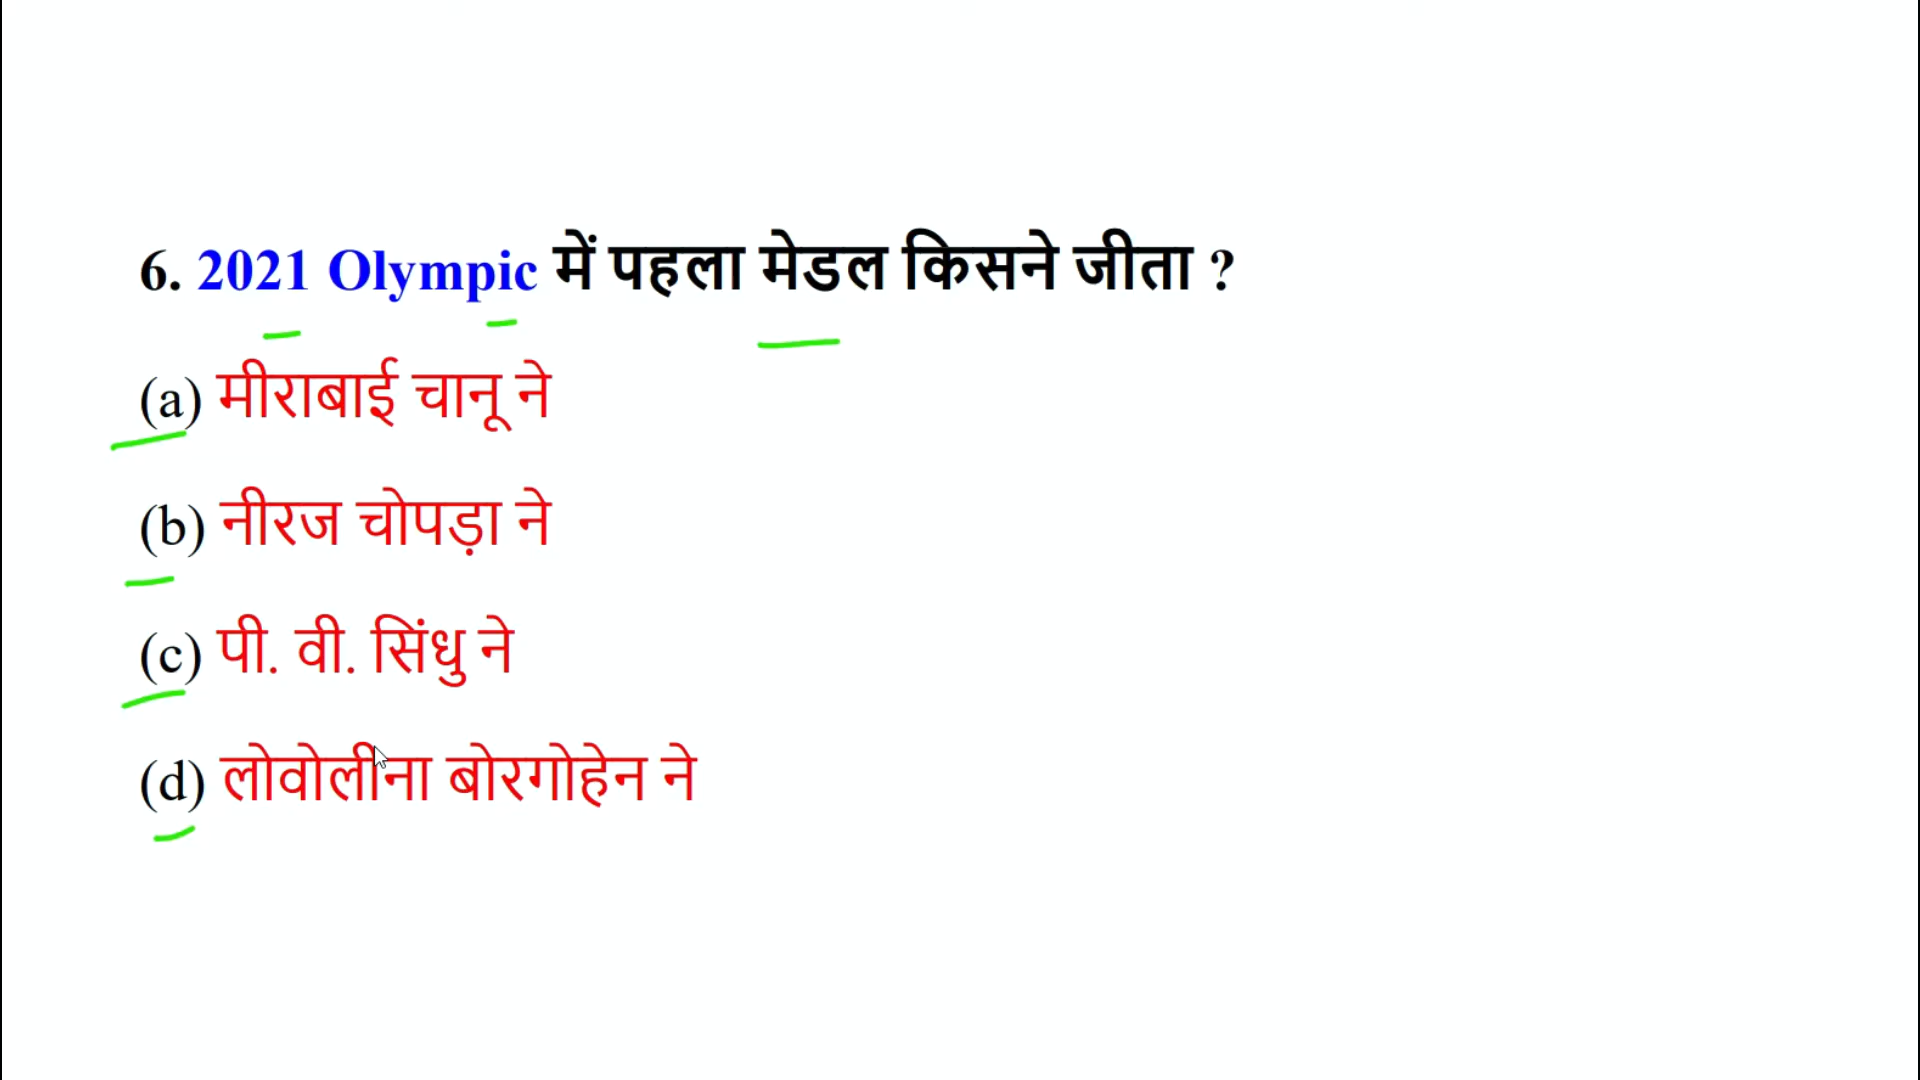 6. 2021 Olympic में पहला मेडल किसने जीता ?
(a) मीराबाई चानू ने
(b) नीरज चोपड़ा ने
(c) पी. वी. सिंधु ने
(d) लोवोलीना बोरगोहेन ने